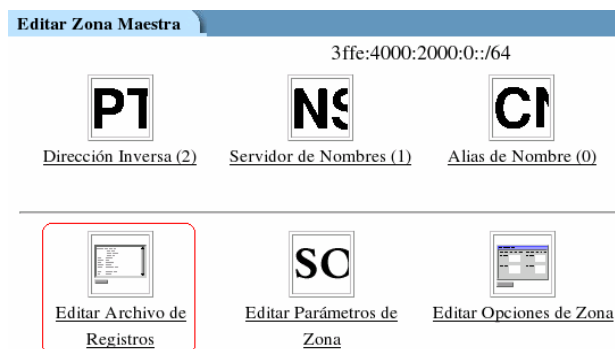 Editar Zona Maestra
3ffe:4000:2000:0::/64
PT NS CN
Dirección Inversa (2) Servidor de Nombres (1) Alias de Nombre (0)
SO
Editar Archivo de Registros
Editar Parámetros de Zona
Editar Opciones de Zona